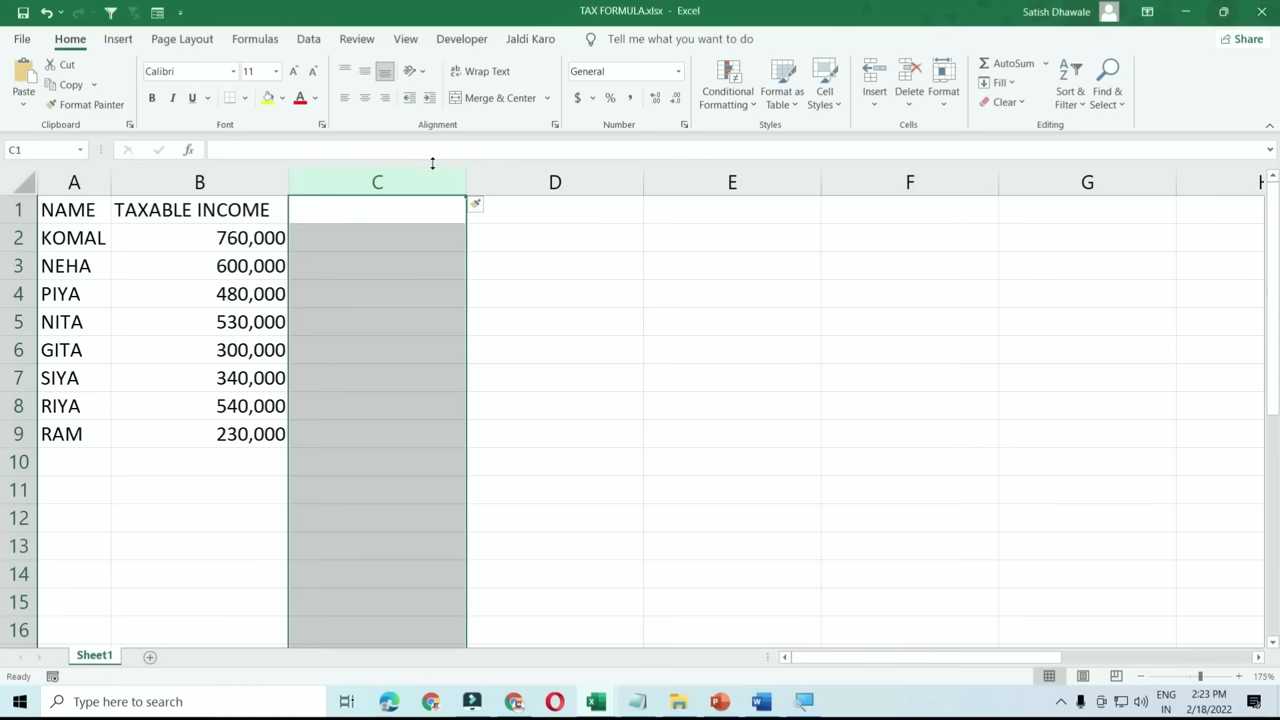 TAX FORMULA.xlsx - Excel
Satish Dhawale
File Home Insert Page Layout Formulas Data Review View Developer Jaldi Karo Tell me what you want to do Share
Paste
Cut
Copy
Format Painter
Clipboard
Calibri 11
B I U A
Font
Wrap Text
Merge & Center
Alignment
General
$ % ,
Number
Conditional Formatting
Format as Table
Cell Styles
Styles
Insert
Delete
Format
Cells
AutoSum
Fill
Clear
Sort & Filter
Find & Select
Editing
C1 fx
A B C D E F G H
1 NAME TAXABLE INCOME
2 KOMAL 760,000
3 NEHA 600,000
4 PIYA 480,000
5 NITA 530,000
6 GITA 300,000
7 SIYA 340,000
8 RIYA 540,000
9 RAM 230,000
10
11
12
13
14
15
16
Sheet1
Ready 175%
Type here to search
ENG
IN
2:23 PM
2/18/2022